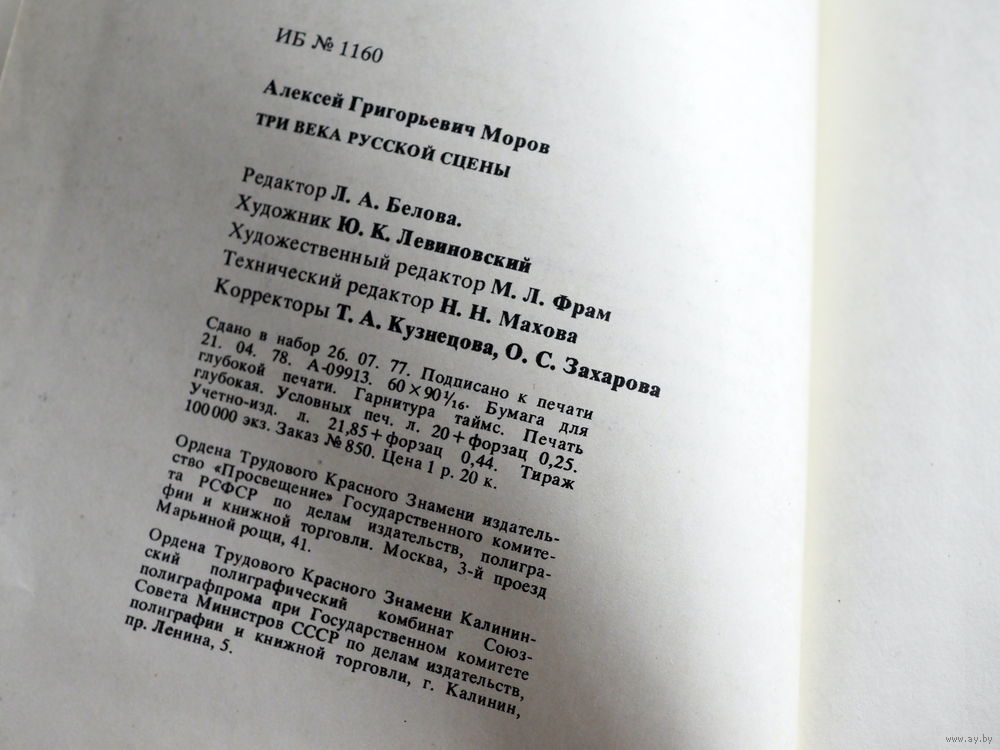 ИБ № 1160
Алексей Григорьевич Моров
ТРИ ВЕКА РУССКОЙ СЦЕНЫ
Редактор Л. А. Белова.
Художник Ю. К. Левиновский
Художественный редактор М. Л. Фрам
Технический редактор Н. Н. Махова
Корректоры Т. А. Кузнецова, О. С. Захарова
Сдано в набор 26. 07. 77. Подписано к печати
21. 04. 78. А-09913. 60×90 1/16. Бумага для
глубокой печати. Гарнитура таймс. Печать
глубокая. Условных печ. л. 20+форзац 0,25.
Учетно-изд. л. 21,85+форзац 0,44. Тираж
100000 экз. Заказ № 850. Цена 1 р. 20 к.
Ордена Трудового Красного Знамени издатель-
ство «Просвещение» Государственного комите-
та РСФСР по делам издательств, полигра-
фии и книжной торговли. Москва, 3-й проезд
Марьиной рощи, 41.
Ордена Трудового Красного Знамени Калинин-
ский полиграфический комбинат Союз-
полиграфпрома при Государственном комитете
Совета Министров СССР по делам издательств,
полиграфии и книжной торговли, г. Калинин,
пр. Ленина, 5.
www.ay.by